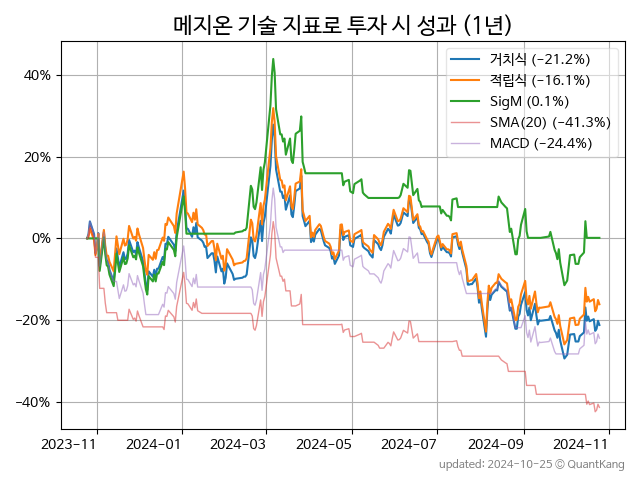 메지온 기술 지표로 투자 시 성과 (1년)
거치식 (−21.2%)
적립식 (−16.1%)
SigM (0.1%)
SMA(20) (−41.3%)
MACD (−24.4%)
40%
20%
0%
−20%
−40%
2023−11 2024−01 2024−03 2024−05 2024−07 2024−09 2024−11
updated: 2024-10-25 © QuantKang